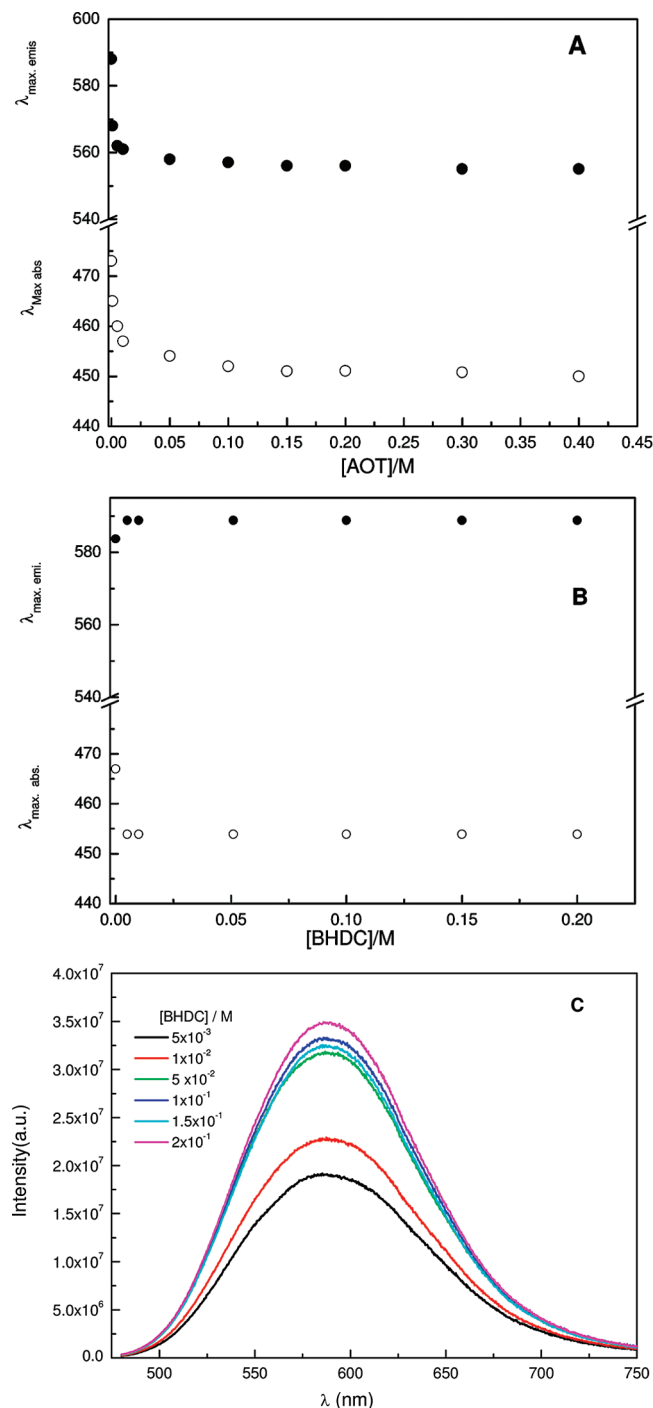 A
λmax. emis
600
580
560
540
λMax abs
470
460
450
440
0.00 0.05 0.10 0.15 0.20 0.25 0.30 0.35 0.40 0.45
[AOT]/M
B
λmax. emi.
580
560
540
λmax. abs.
470
460
450
440
0.00 0.05 0.10 0.15 0.20
[BHDC]/M
C
Intensity(a.u.)
4.0x10⁷
3.5x10⁷
3.0x10⁷
2.5x10⁷
2.0x10⁷
1.5x10⁷
1.0x10⁷
5.0x10⁶
0.0
[BHDC] / M
5x10⁻³
1x10⁻²
5 x10⁻²
1x10⁻¹
1.5x10⁻¹
2x10⁻¹
500 550 600 650 700 750
λ (nm)